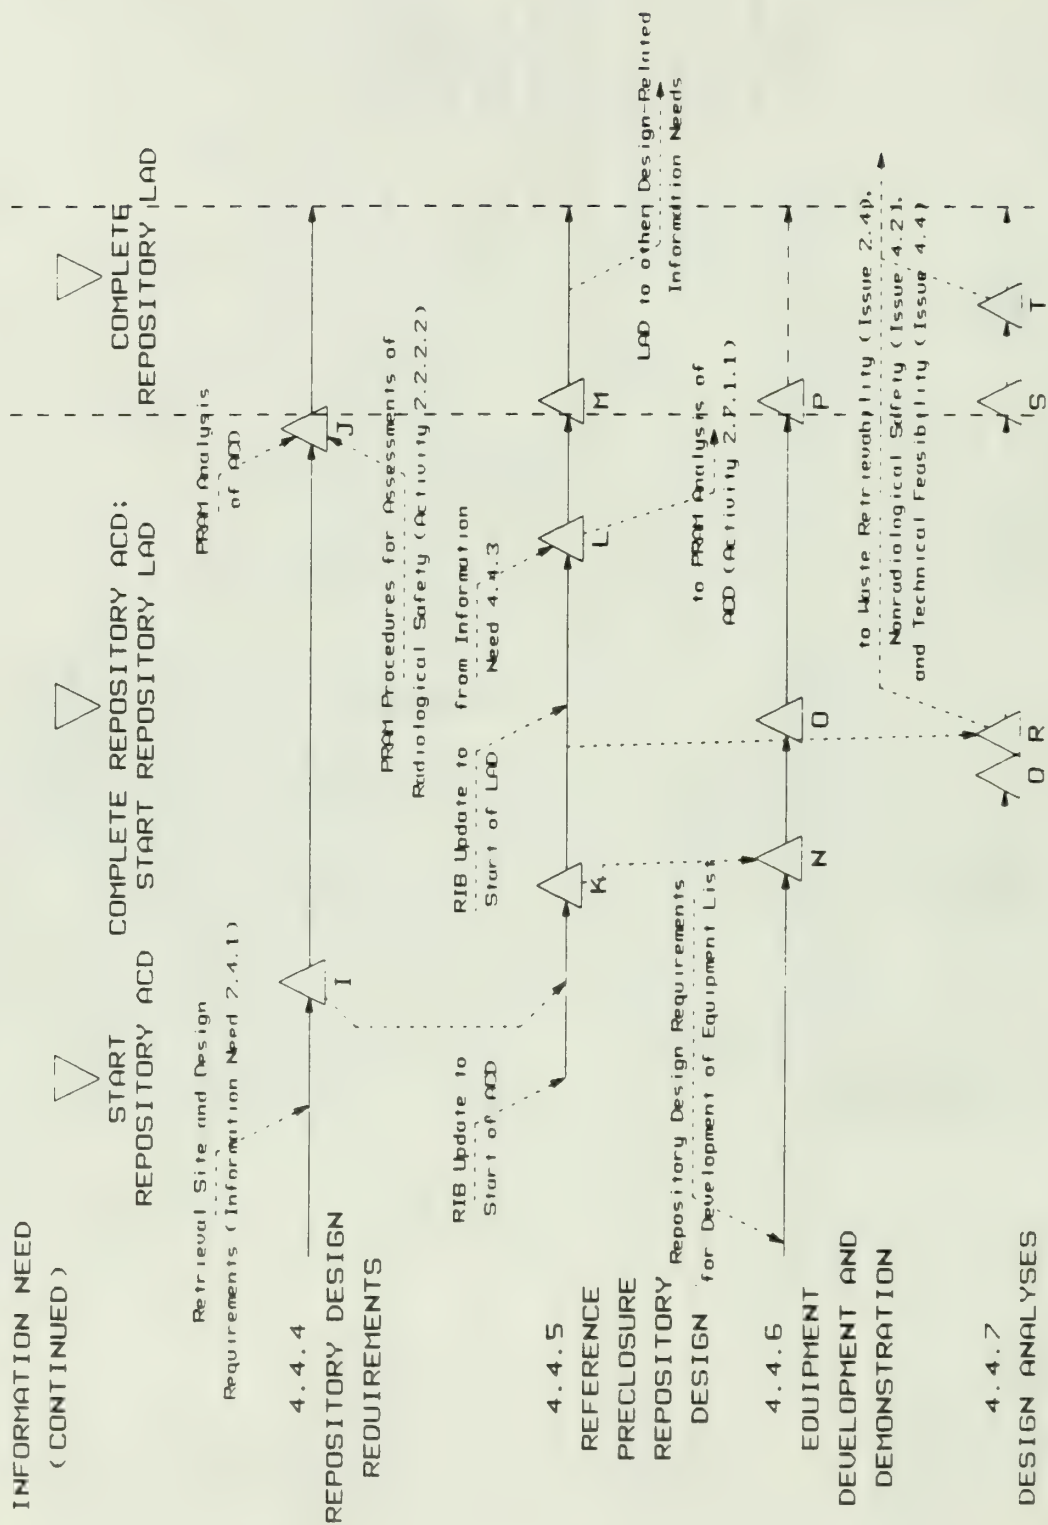 INFORMATION NEED
(CONTINUED)
START
REPOSITORY ACD
COMPLETE REPOSITORY ACD:
START REPOSITORY LAD
COMPLETE
REPOSITORY LAD
Retrieval Site and Design
Requirements (Information Need 2.4.1)
PRAM Analysis
of ACD
4.4.4
REPOSITORY DESIGN
REQUIREMENTS
I
J
PRAM Procedures for Assessments of
Radiological Safety (Activity 2.2.2.2)
RIB Update to
Start of ACD
RIB Update to
Start of LAD
from Information
Need 4.4.3
4.4.5
REFERENCE
PRECLOSURE
REPOSITORY
DESIGN
K
L
M
LAD to other Design-Related
Information Needs
Repository Design Requirements
for Development of Equipment List
to PRAM Analysis of
ACD (Activity 2.7.1.1)
4.4.6
EQUIPMENT
DEVELOPMENT AND
DEMONSTRATION
N
O
P
to Waste Retrievability (Issue 2.4),
Nonradiological Safety (Issue 4.2),
and Technical Feasibility (Issue 4.4)
4.4.7
DESIGN ANALYSES
Q
R
S
T